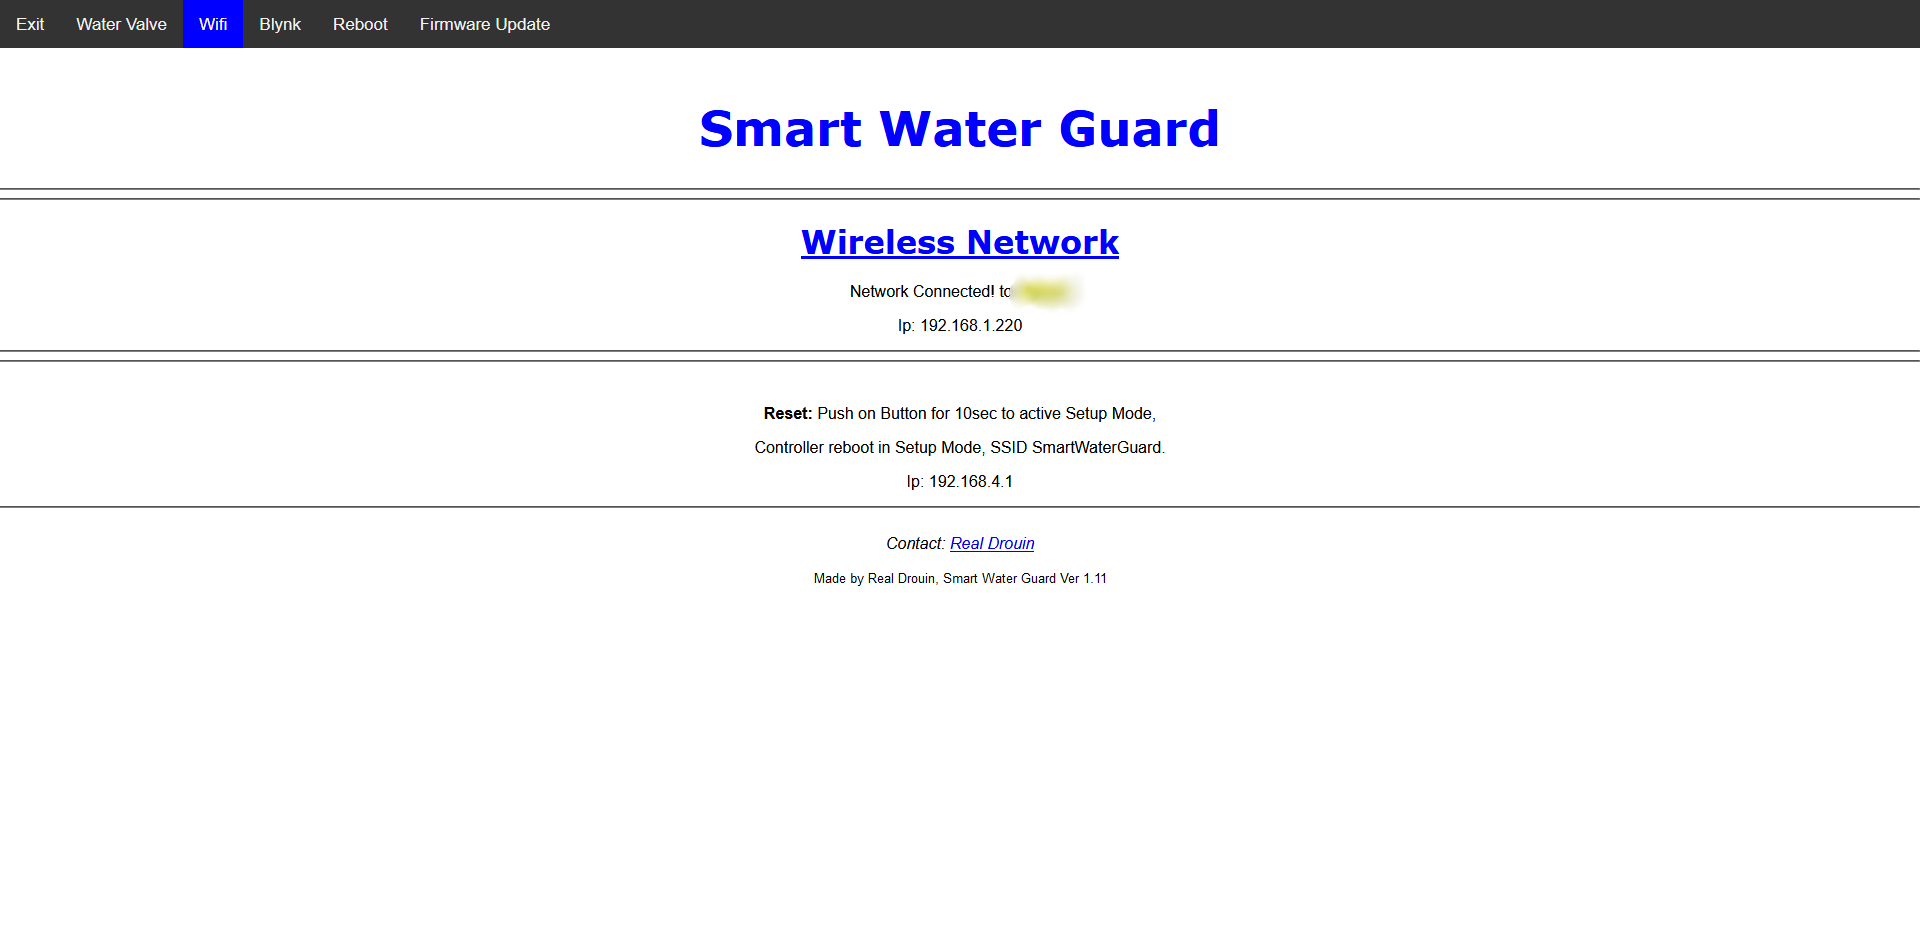 Exit Water Valve Wifi Blynk Reboot Firmware Update
Smart Water Guard
Wireless Network
Network Connected! to
Ip: 192.168.1.220
Reset: Push on Button for 10sec to active Setup Mode,
Controller reboot in Setup Mode, SSID SmartWaterGuard.
Ip: 192.168.4.1
Contact: Real Drouin
Made by Real Drouin, Smart Water Guard Ver 1.11